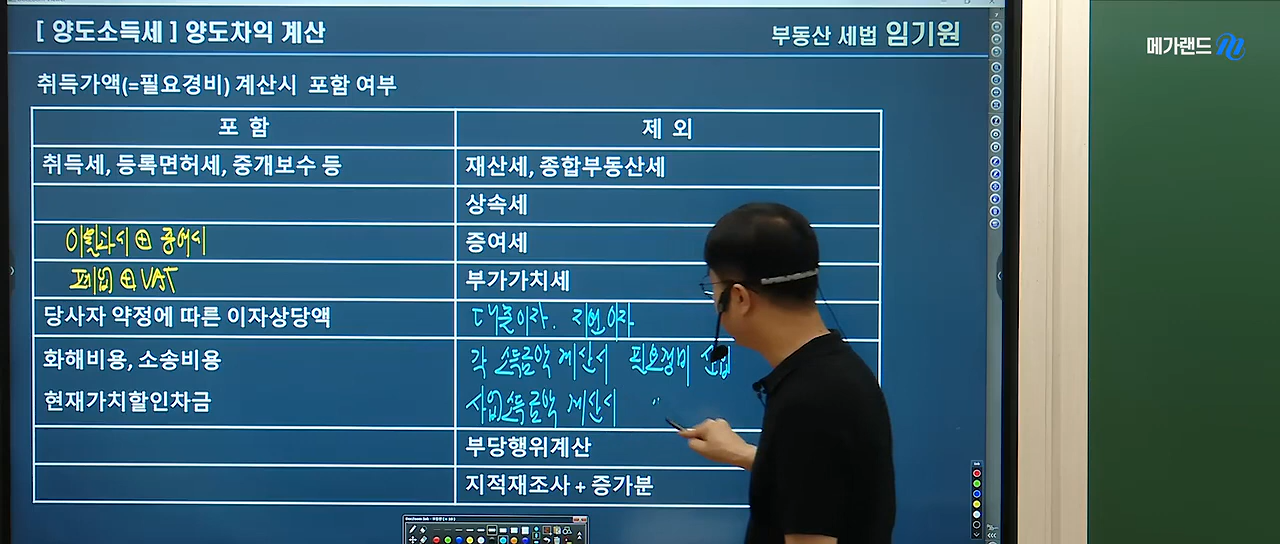 [ 양도소득세 ] 양도차익 계산
부동산 세법 임기원
메가랜드
취득가액(=필요경비) 계산시 포함 여부
포 함
제 외
취득세, 등록면허세, 중개보수 등
재산세, 종합부동산세
상속세
이월과시 ⊕ 증여시
증여세
폐업 ⊕ VAT
부가가치세
당사자 약정에 따른 이자상당액
대출이자. 지연이자
화해비용, 소송비용
각 소득금액 계산시 필요경비 산입
현재가치할인차금
사업소득금액 계산시 〃
부당행위계산
지적재조사 + 증가분